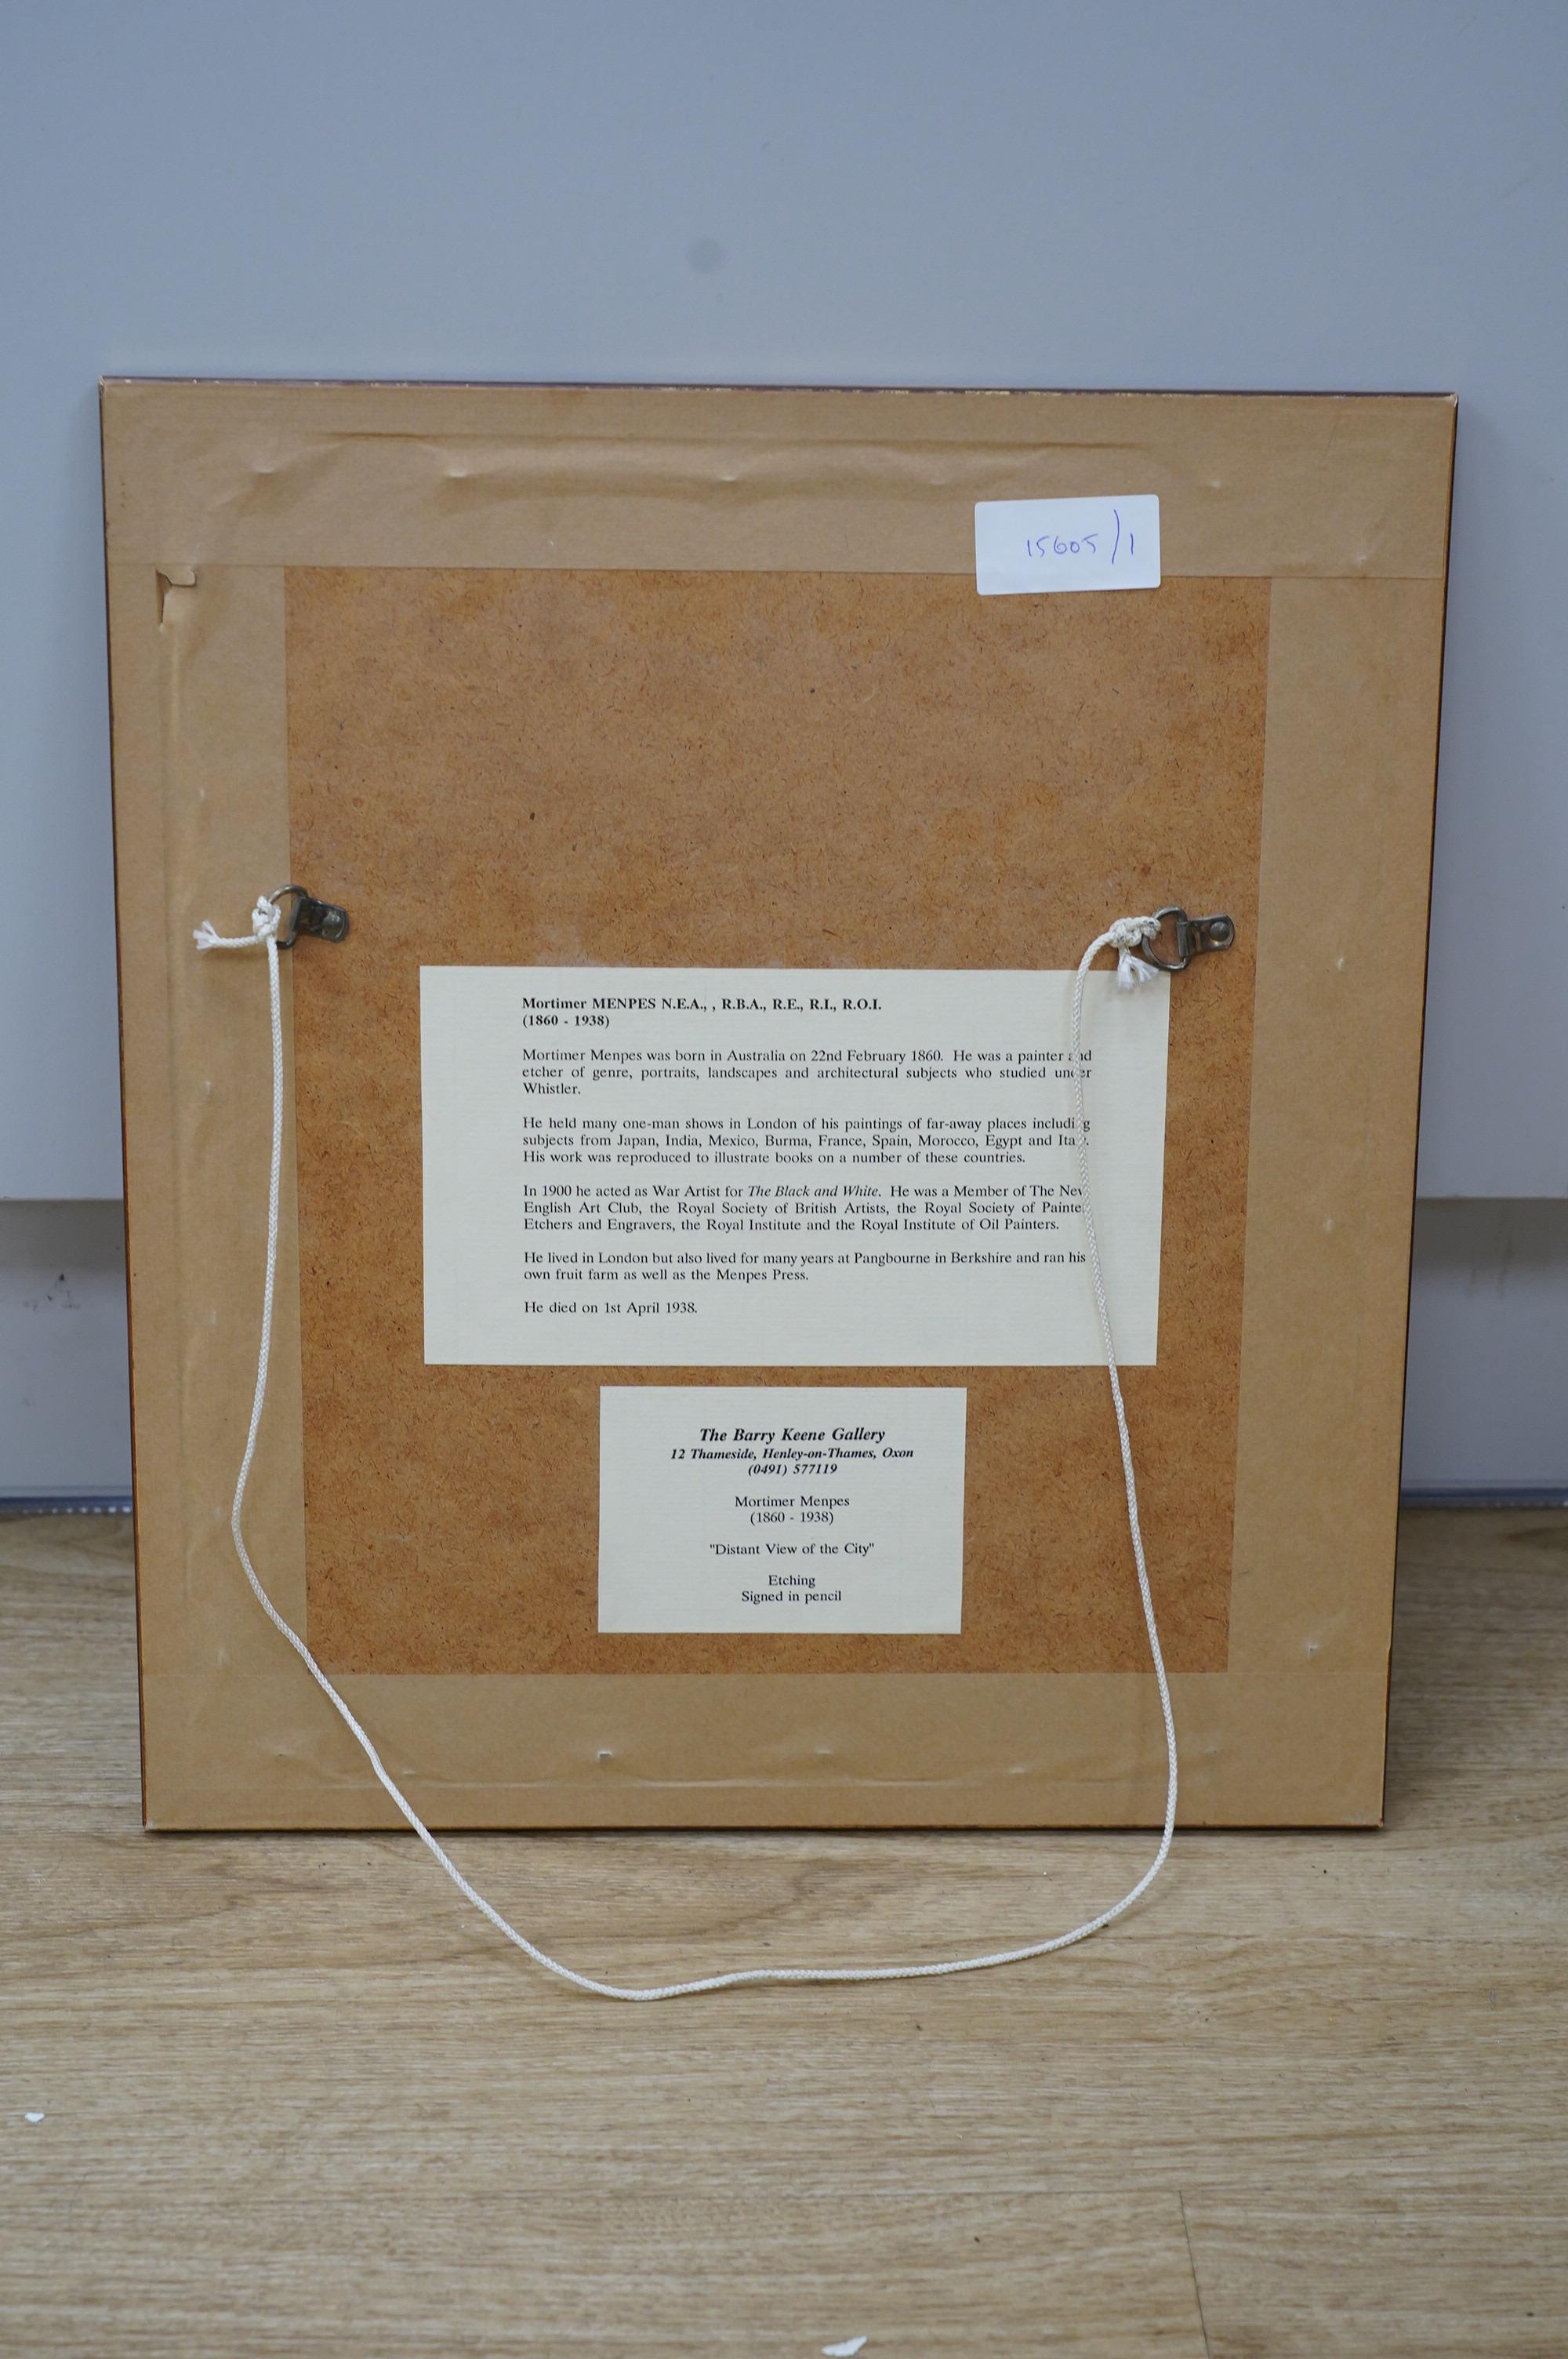 15605/1
Mortimer MENPES N.E.A., , R.B.A., R.E., R.I., R.O.I.
(1860 - 1938)
Mortimer Menpes was born in Australia on 22nd February 1860. He was a painter and
etcher of genre, portraits, landscapes and architectural subjects who studied under
Whistler.
He held many one-man shows in London of his paintings of far-away places including
subjects from Japan, India, Mexico, Burma, France, Spain, Morocco, Egypt and Italy.
His work was reproduced to illustrate books on a number of these countries.
In 1900 he acted as War Artist for The Black and White. He was a Member of The New
English Art Club, the Royal Society of British Artists, the Royal Society of Painter
Etchers and Engravers, the Royal Institute and the Royal Institute of Oil Painters.
He lived in London but also lived for many years at Pangbourne in Berkshire and ran his
own fruit farm as well as the Menpes Press.
He died on 1st April 1938.
The Barry Keene Gallery
12 Thameside, Henley-on-Thames, Oxon
(0491) 577119
Mortimer Menpes
(1860 - 1938)
"Distant View of the City"
Etching
Signed in pencil